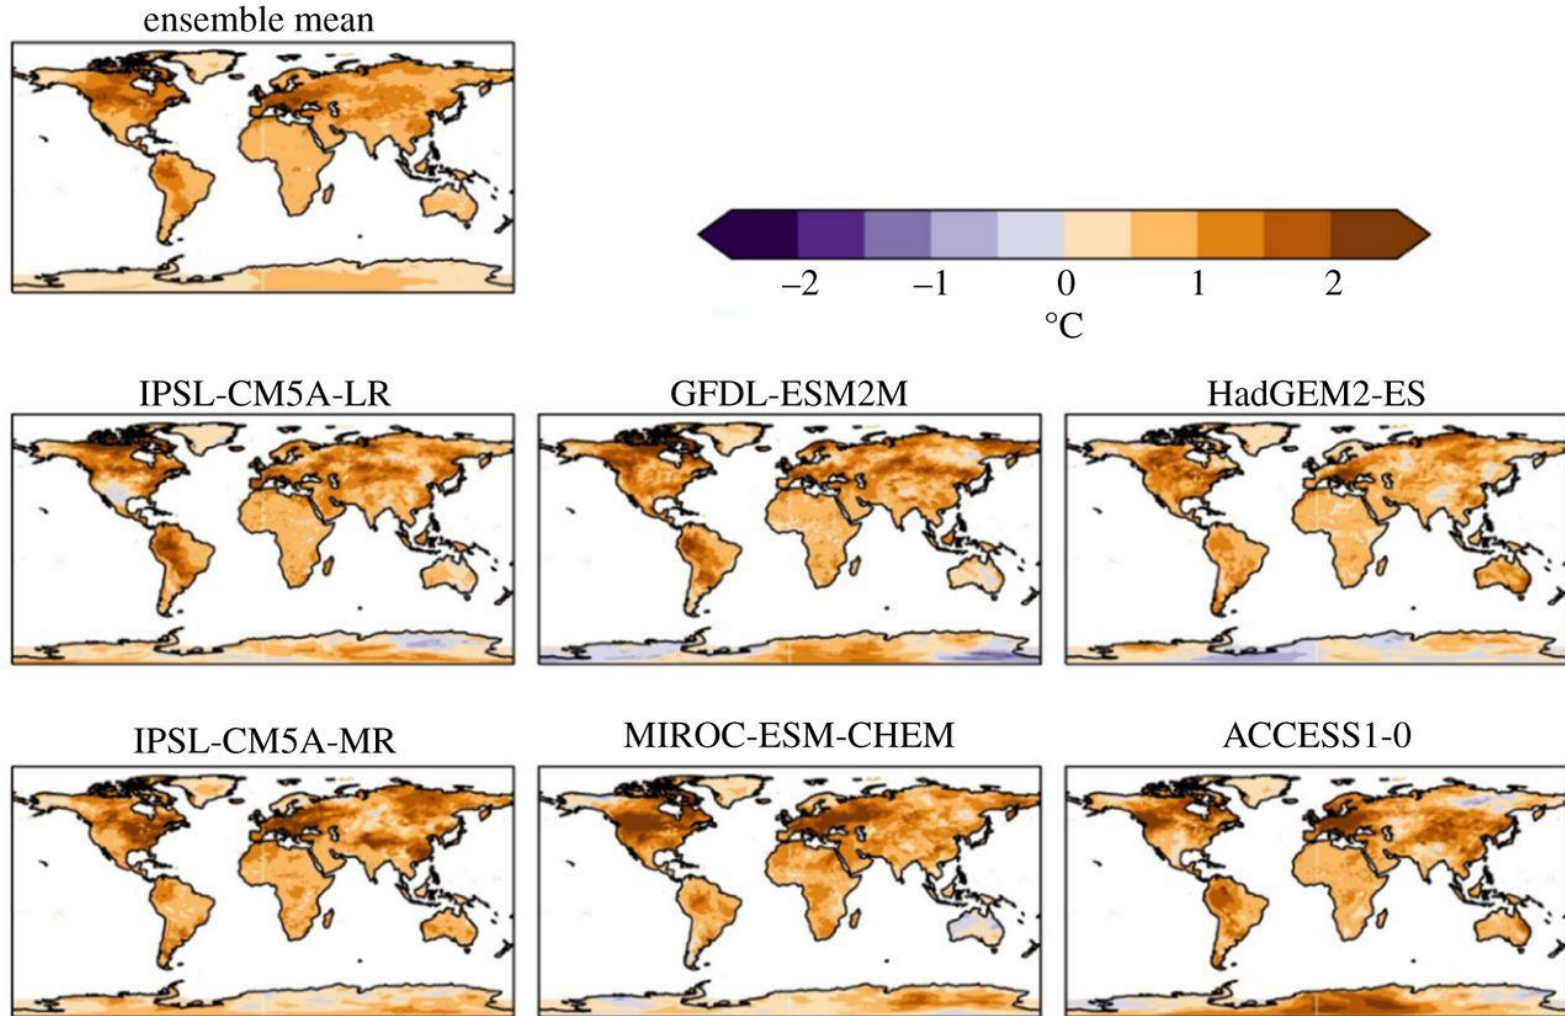 ensemble mean
–2 –1 0 1 2
°C
IPSL-CM5A-LR GFDL-ESM2M HadGEM2-ES
IPSL-CM5A-MR MIROC-ESM-CHEM ACCESS1-0